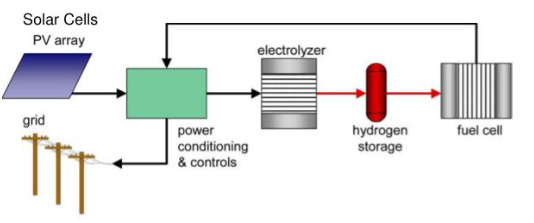 Solar Cells
PV array
electrolyzer
grid
power
conditioning
& controls
hydrogen
storage
fuel cell